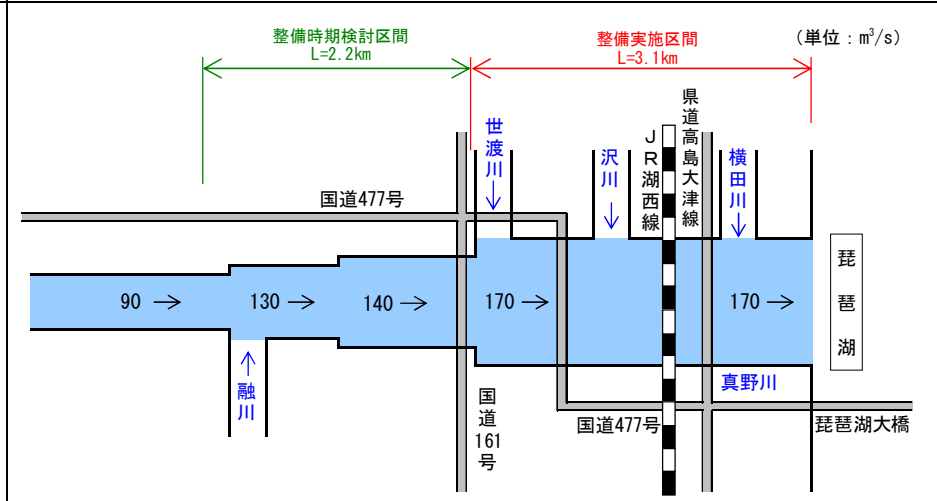 整備時期検討区間
L=2.2km
整備実施区間
L=3.1km
(単位：m³/s)
世渡川
沢川
JR湖西線
県道高島大津線
横田川
国道477号
90 →
130 →
140 →
170 →
170 →
琵琶湖
融川
国道161号
国道477号
真野川
琵琶湖大橋